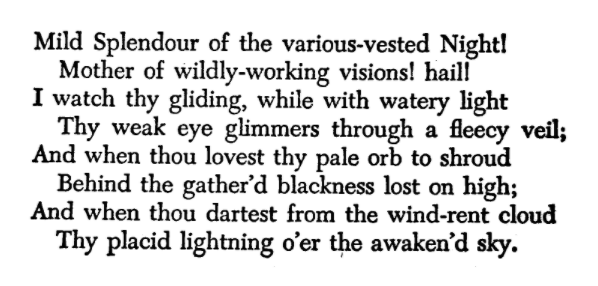 Mild Splendour of the various-vested Night!
Mother of wildly-working visions! hail!
I watch thy gliding, while with watery light
Thy weak eye glimmers through a fleecy veil;
And when thou lovest thy pale orb to shroud
Behind the gather'd blackness lost on high;
And when thou dartest from the wind-rent cloud
Thy placid lightning o'er the awaken'd sky.